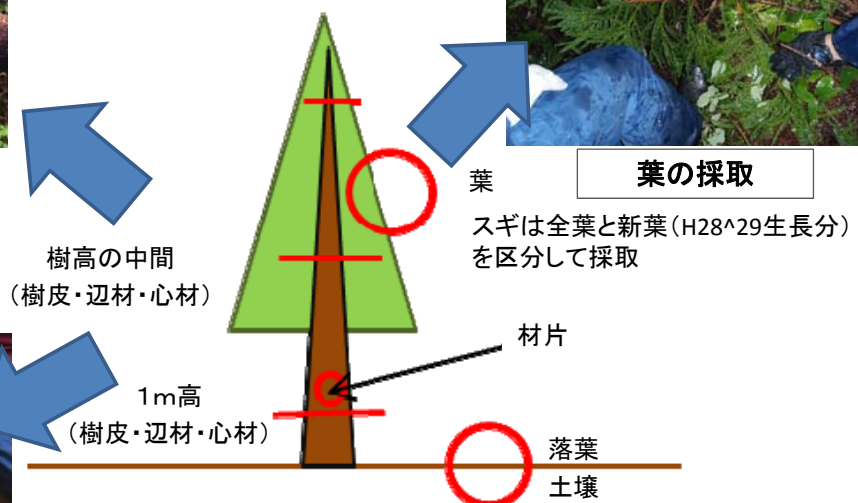 葉の採取
葉
スギは全葉と新葉(H28^29生長分)
を区分して採取
樹高の中間
(樹皮・辺材・心材)
材片
1m高
(樹皮・辺材・心材)
落葉
土壌